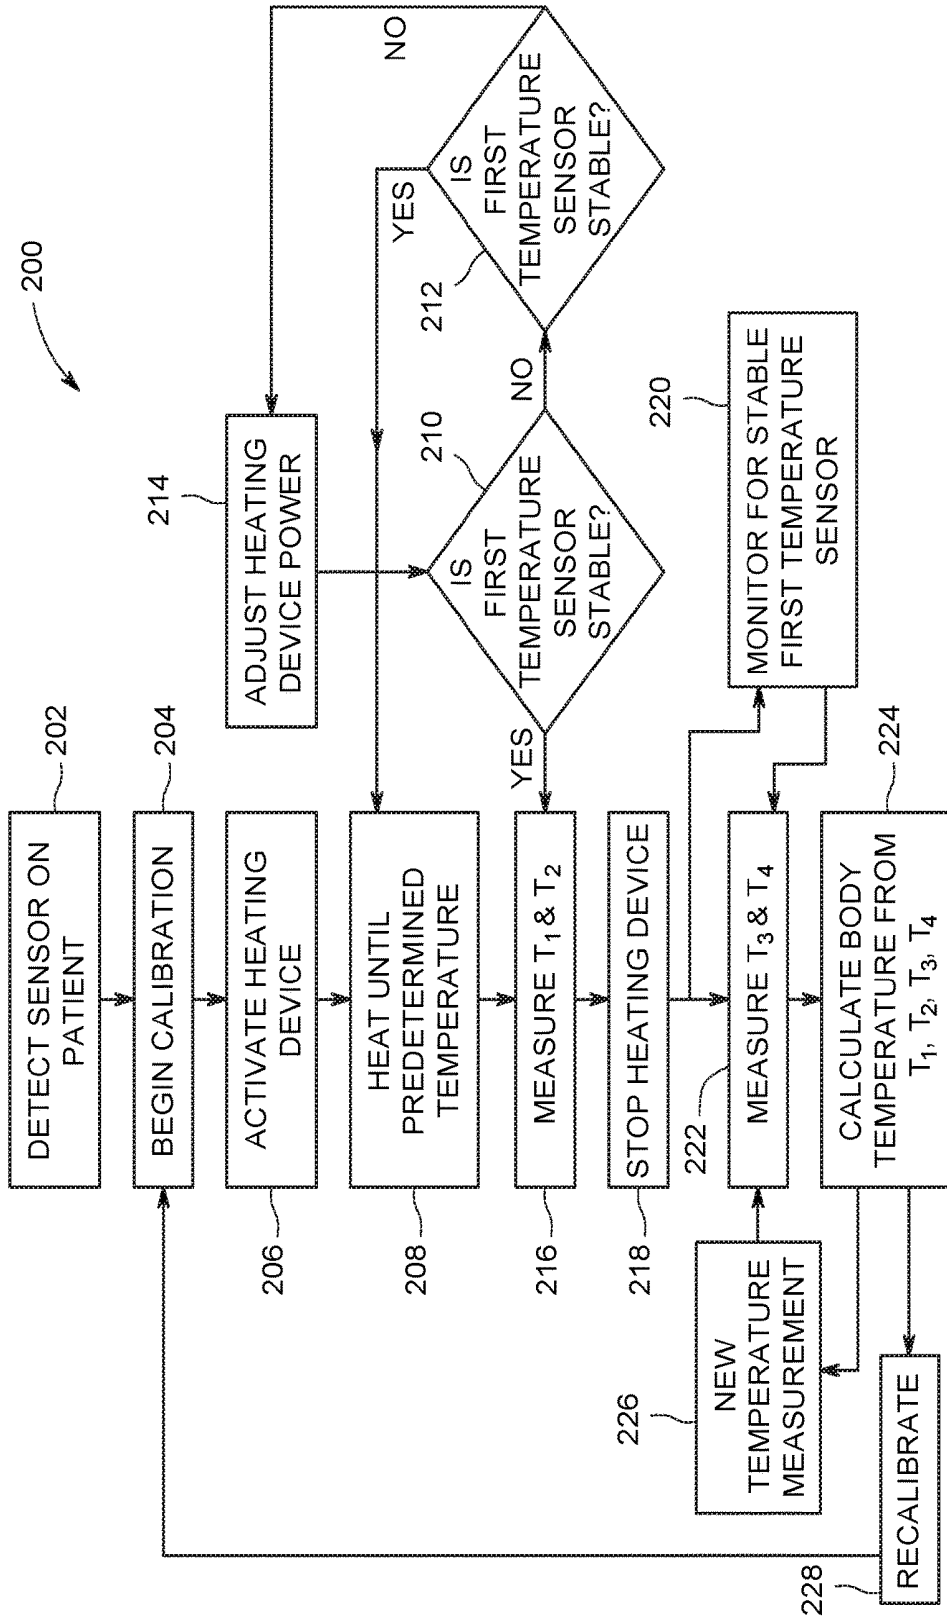 200
DETECT SENSOR ON
PATIENT
202
BEGIN CALIBRATION
204
ACTIVATE HEATING
DEVICE
206
HEAT UNTIL
PREDETERMINED
TEMPERATURE
208
ADJUST HEATING
DEVICE POWER
214
IS
FIRST
TEMPERATURE
SENSOR
STABLE?
210
YES
NO
IS
FIRST
TEMPERATURE
SENSOR
STABLE?
212
YES
NO
MEASURE T₁ & T₂
216
STOP HEATING DEVICE
218
MONITOR FOR STABLE
FIRST TEMPERATURE
SENSOR
220
MEASURE T₃ & T₄
222
CALCULATE BODY
TEMPERATURE FROM
T₁, T₂, T₃, T₄
224
NEW
TEMPERATURE
MEASUREMENT
226
RECALIBRATE
228